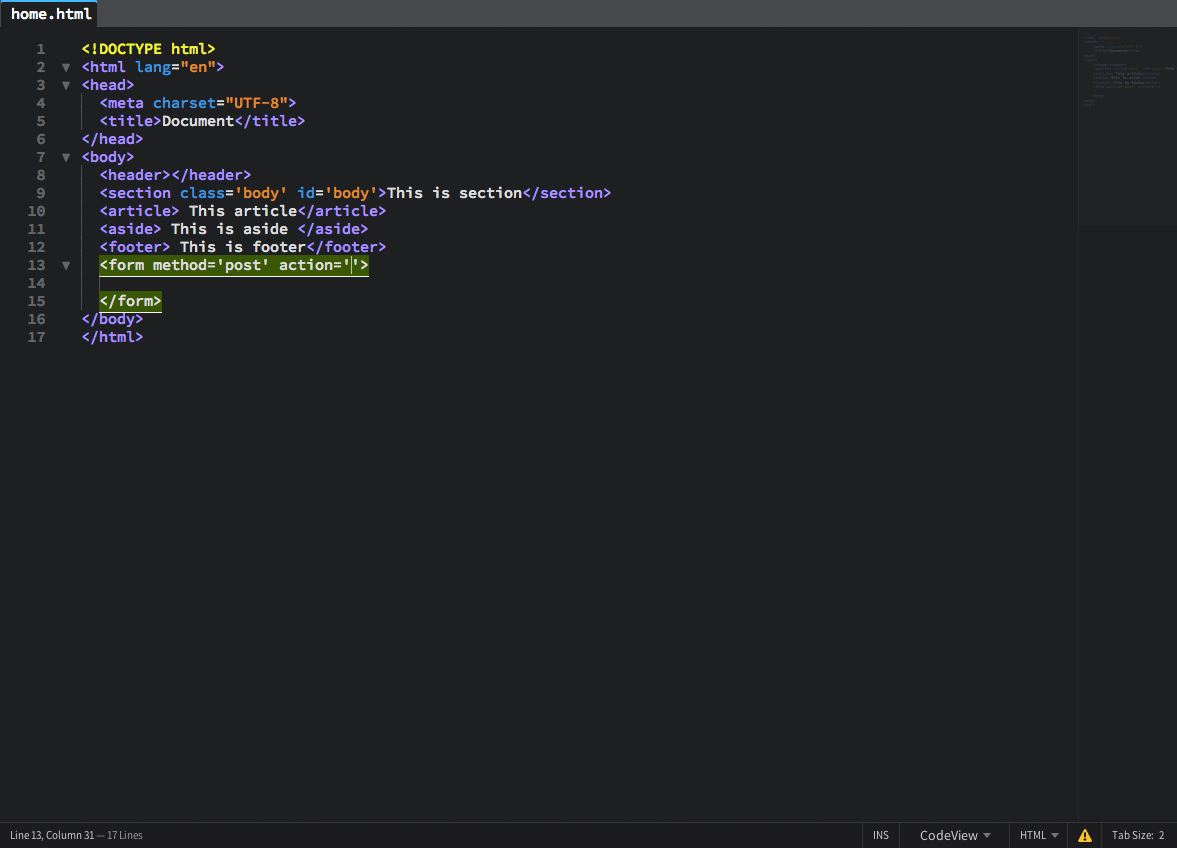 home.html
1 <!DOCTYPE html>
2 <html lang="en">
3 <head>
4 <meta charset="UTF-8">
5 <title>Document</title>
6 </head>
7 <body>
8 <header></header>
9 <section class='body' id='body'>This is section</section>
10 <article> This article</article>
11 <aside> This is aside </aside>
12 <footer> This is footer</footer>
13 <form method='post' action=''>
14
15 </form>
16 </body>
17 </html>
Line 13, Column 31 — 17 Lines INS CodeView HTML Tab Size: 2